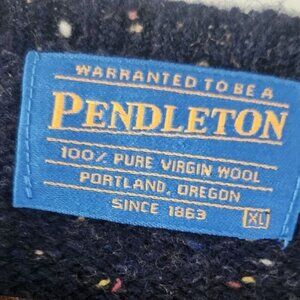 WARRANTED TO BE A
PENDLETON
100% PURE VIRGIN WOOL
PORTLAND, OREGON
SINCE 1863 XL